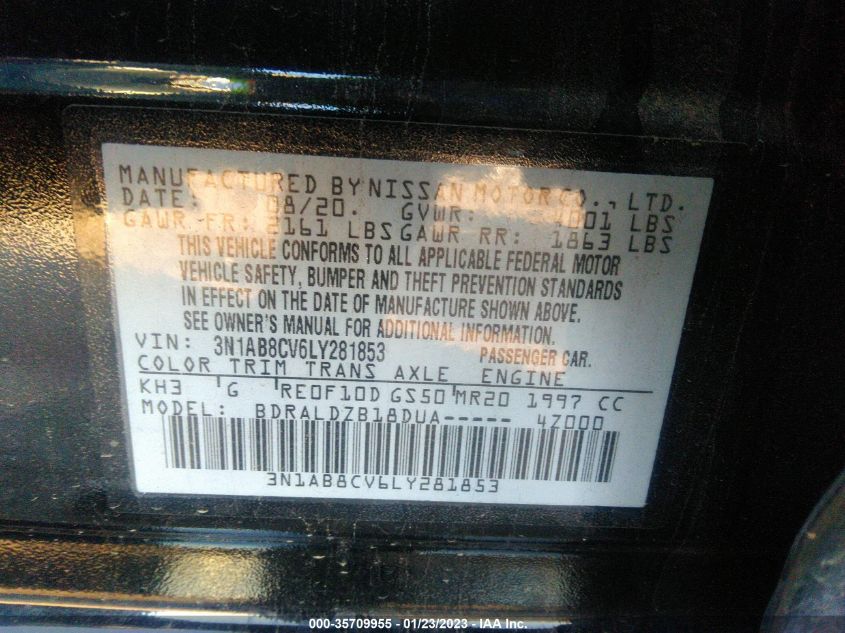 MANUFACTURED BY NISSAN MOTOR CO., LTD.
DATE: 08/20. GVWR: 4001 LBS
GAWR FR: 2161 LBS GAWR RR: 1863 LBS
THIS VEHICLE CONFORMS TO ALL APPLICABLE FEDERAL MOTOR
VEHICLE SAFETY, BUMPER AND THEFT PREVENTION STANDARDS
IN EFFECT ON THE DATE OF MANUFACTURE SHOWN ABOVE.
SEE OWNER'S MANUAL FOR ADDITIONAL INFORMATION.
VIN: 3N1AB8CV6LY281853 PASSENGER CAR.
COLOR TRIM TRANS AXLE ENGINE
KH3 G RE0F10D GS50 MR20 1997 CC
MODEL: BDRALDZB18DUA----- 4Z000
3N1AB8CV6LY281853
000-35709955 - 01/23/2023 - IAA Inc.